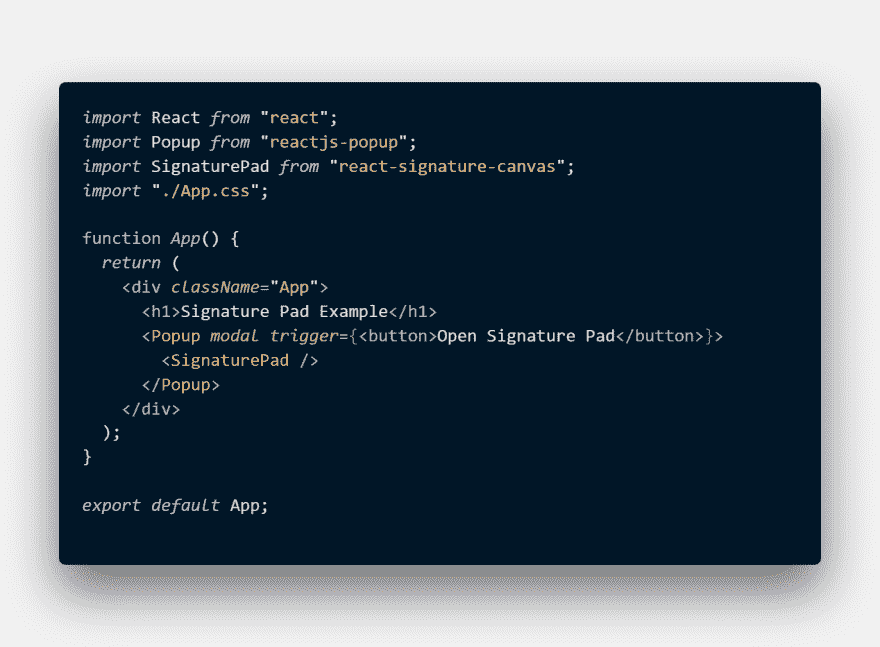 import React from "react";
import Popup from "reactjs-popup";
import SignaturePad from "react-signature-canvas";
import "./App.css";

function App() {
  return (
    <div className="App">
      <h1>Signature Pad Example</h1>
      <Popup modal trigger={<button>Open Signature Pad</button>}>
        <SignaturePad />
      </Popup>
    </div>
  );
}

export default App;